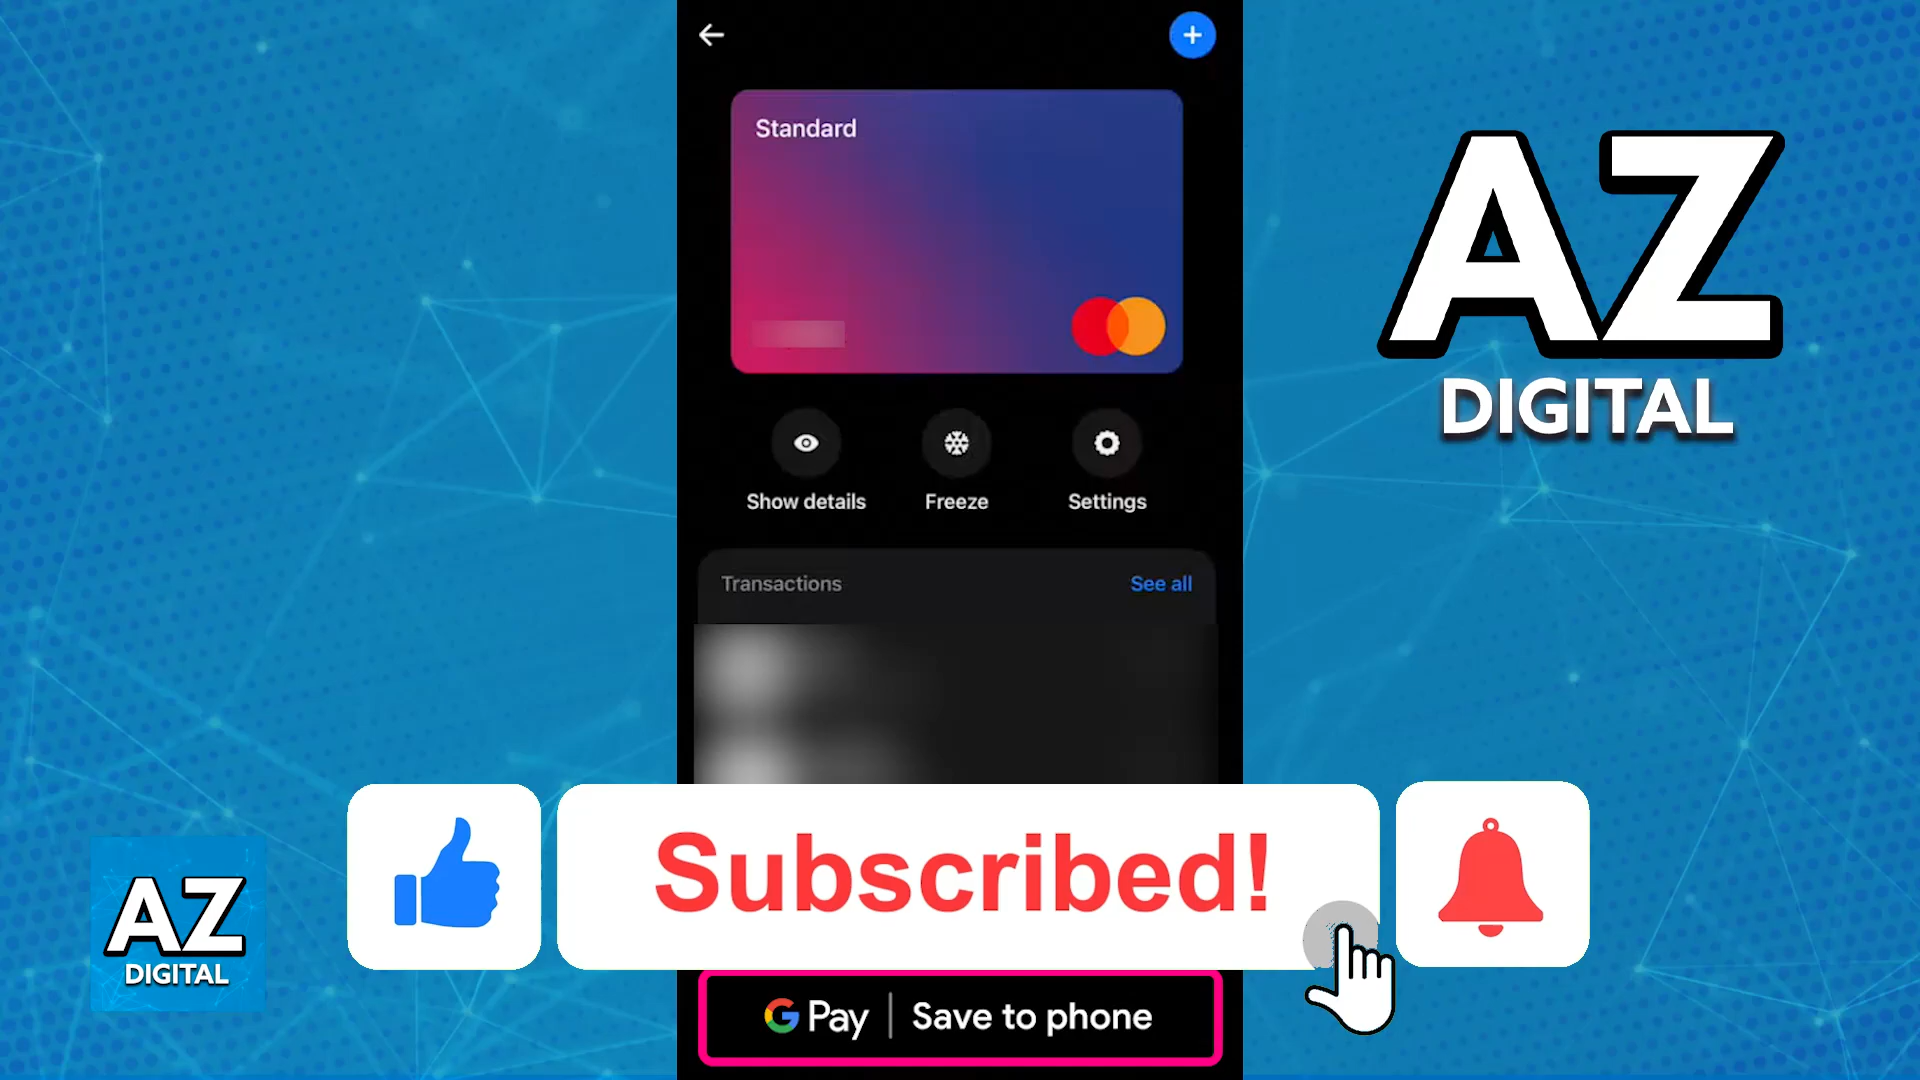 Standard
Show details
Freeze
Settings
Transactions
See all
AZ
DIGITAL
Subscribed!
AZ
DIGITAL
G Pay | Save to phone